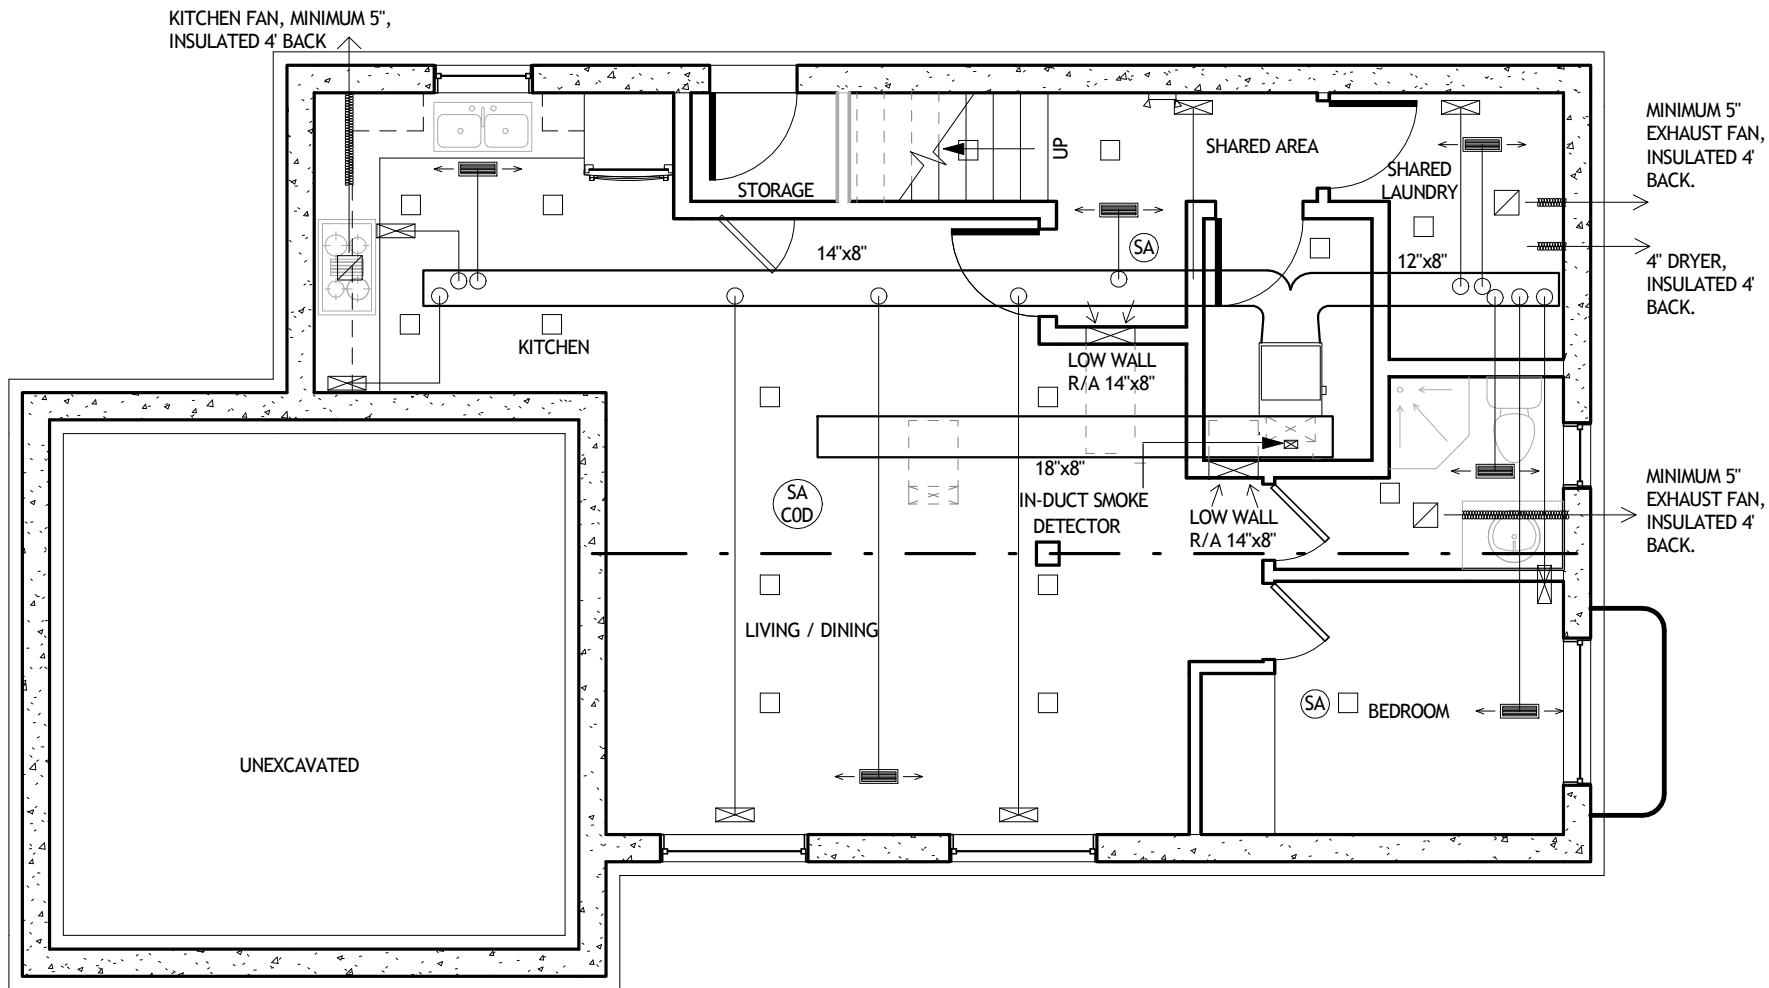 KITCHEN FAN, MINIMUM 5",
INSULATED 4' BACK
MINIMUM 5"
EXHAUST FAN,
INSULATED 4'
BACK.
UP
SHARED AREA
SHARED
LAUNDRY
STORAGE
SA
14"x8"
12"x8"
4" DRYER,
INSULATED 4'
BACK.
KITCHEN
LOW WALL
R/A 14"x8"
18"x8"
SA
COD
IN-DUCT SMOKE
DETECTOR
LOW WALL
R/A 14"x8"
MINIMUM 5"
EXHAUST FAN,
INSULATED 4'
BACK.
LIVING / DINING
SA
BEDROOM
UNEXCAVATED